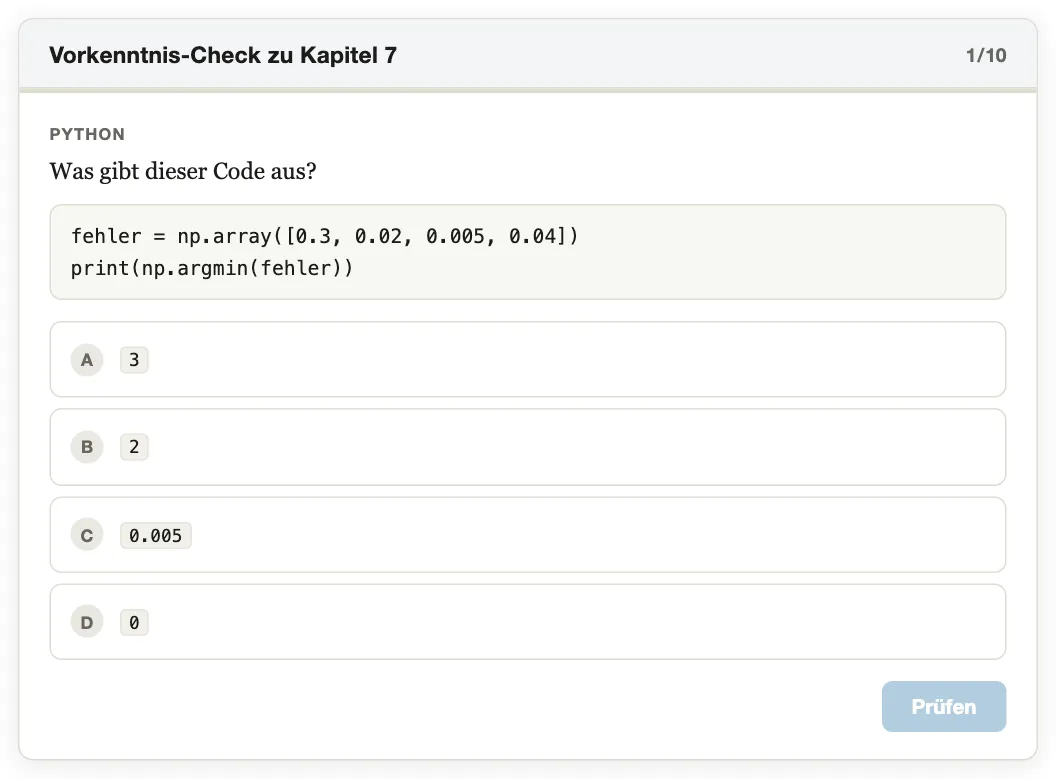 Vorkenntnis-Check zu Kapitel 7
1/10
PYTHON
Was gibt dieser Code aus?
fehler = np.array([0.3, 0.02, 0.005, 0.04])
print(np.argmin(fehler))
A 3
B 2
C 0.005
D 0
Prüfen